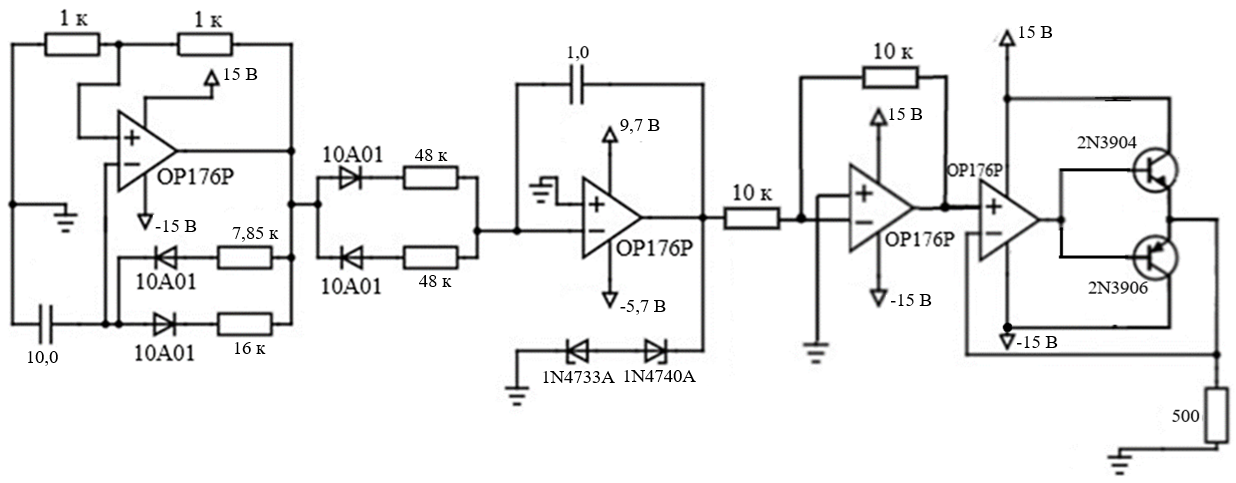 1 к
1 к
15 В
+
−
OP176P
-15 В
7,85 к
10A01
10A01
16 к
10,0
10A01
48 к
10A01
48 к
1,0
9,7 В
+
−
OP176P
-5,7 В
1N4733A
1N4740A
10 к
10 к
15 В
+
−
OP176P
-15 В
15 В
OP176P
+
−
-15 В
2N3904
2N3906
500